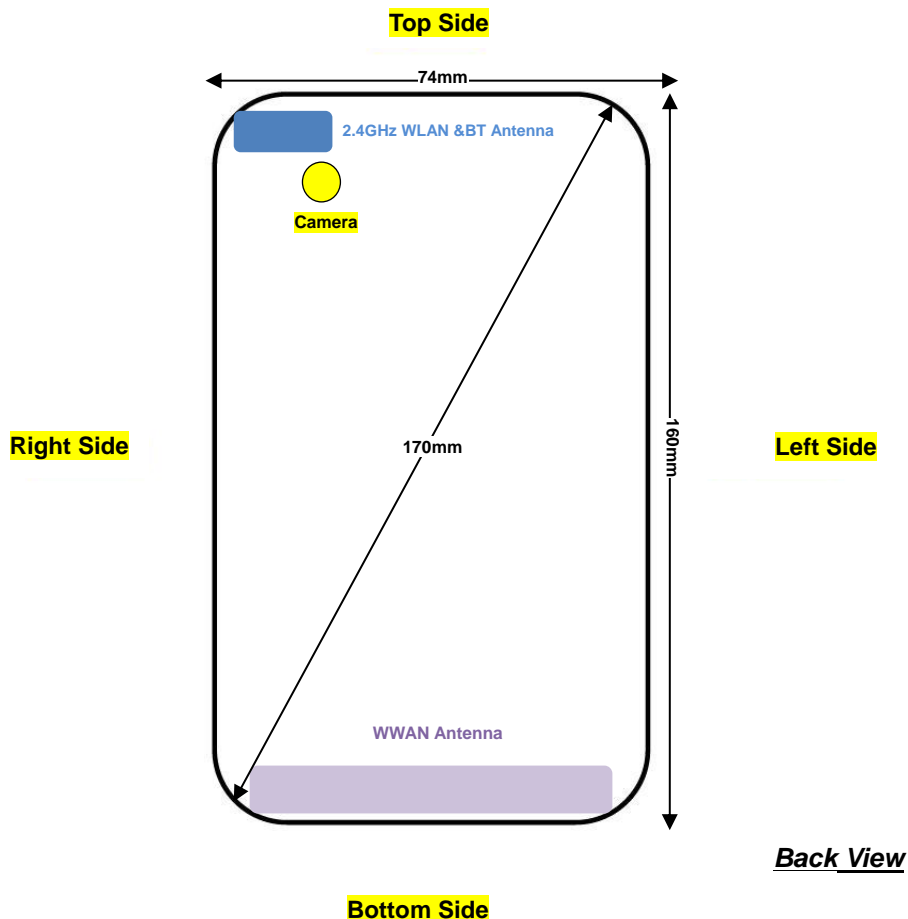 Top Side
74mm
2.4GHz WLAN &BT Antenna
Camera
Right Side
170mm
160mm
Left Side
WWAN Antenna
Back View
Bottom Side